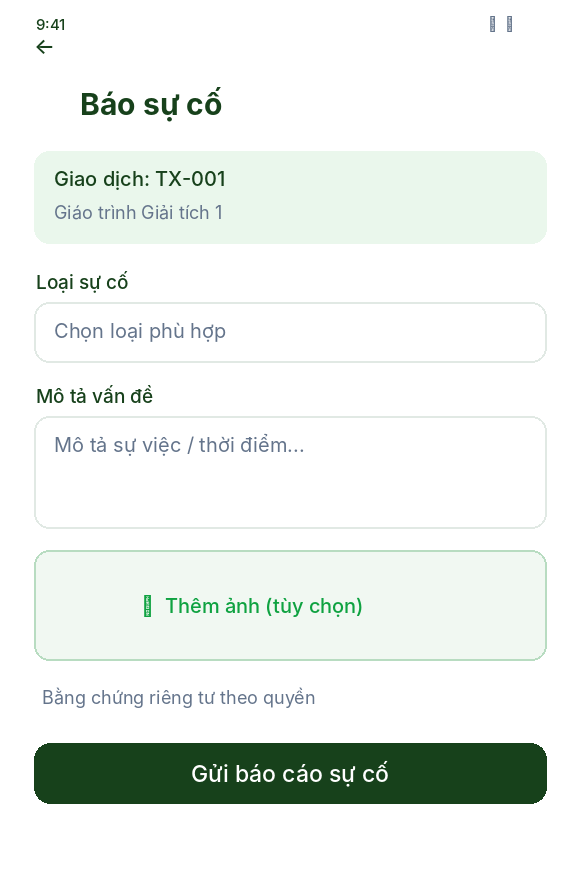 9:41
←
Báo sự cố
Giao dịch: TX-001
Giáo trình Giải tích 1
Loại sự cố
Chọn loại phù hợp
Mô tả vấn đề
Mô tả sự việc / thời điểm...
Thêm ảnh (tùy chọn)
Bằng chứng riêng tư theo quyền
Gửi báo cáo sự cố